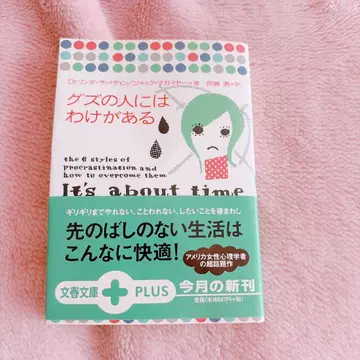 Dr.リンダ・サパディン/ジャック・マガイヤー・著
グズの人には
わけがある
the 6 styles of
procrastination and
how to overcome them
It's about time
ギリギリまでやれない、ことわれない、したいことを後まわし
先のばしのない生活は
こんなに快適！
アメリカ女性心理学者
の超話題作
文春文庫
PLUS
今月の新刊